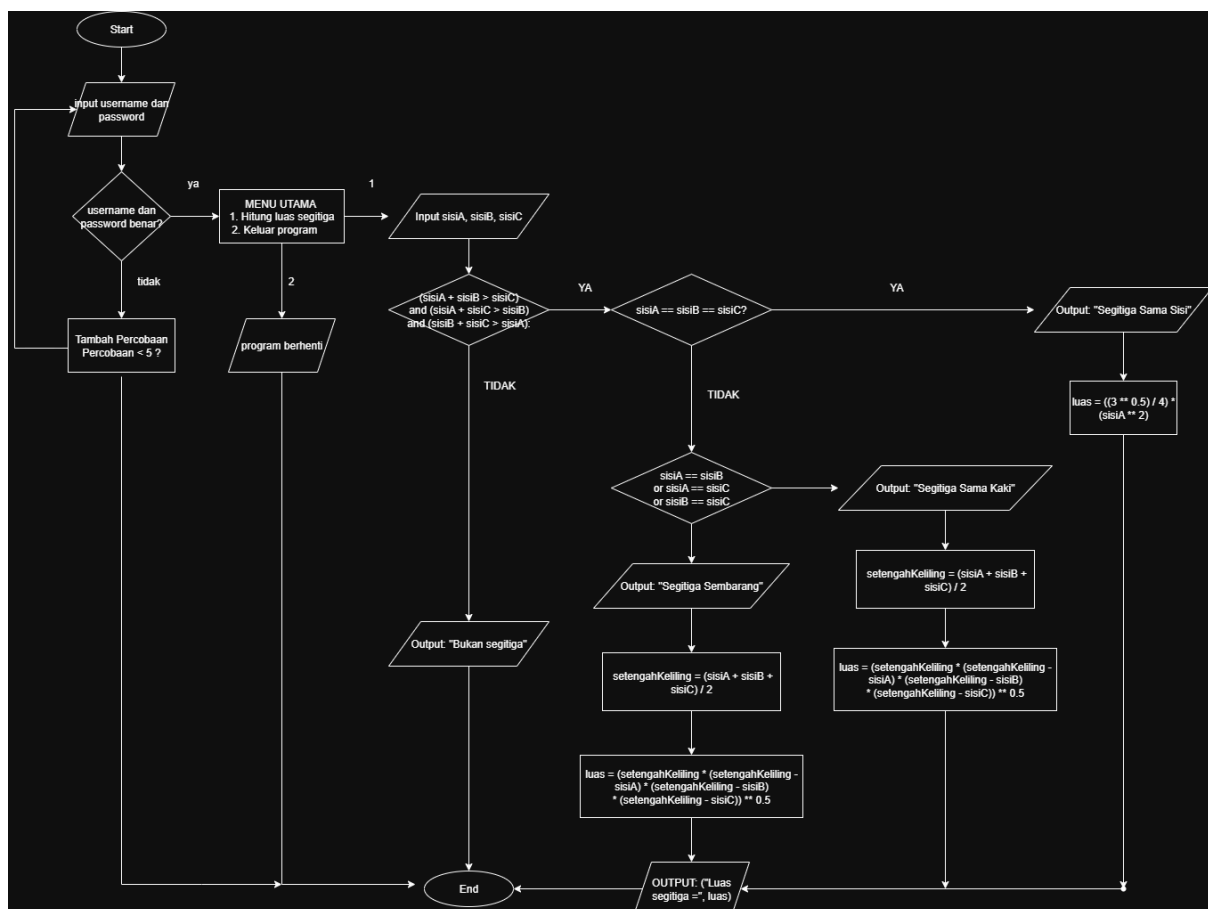 Start
input username dan
password
username dan
password benar?
ya
tidak
Tambah Percobaan
Percobaan < 5 ?
MENU UTAMA
1. Hitung luas segitiga
2. Keluar program
1
2
program berhenti
Input sisiA, sisiB, sisiC
(sisiA + sisiB > sisiC)
and (sisiA + sisiC > sisiB)
and (sisiB + sisiC > sisiA):
YA
TIDAK
Output: "Bukan segitiga"
sisiA == sisiB == sisiC?
YA
TIDAK
Output: "Segitiga Sama Sisi"
luas = ((3 ** 0.5) / 4) *
(sisiA ** 2)
sisiA == sisiB
or sisiA == sisiC
or sisiB == sisiC
Output: "Segitiga Sama Kaki"
setengahKeliling = (sisiA + sisiB +
sisiC) / 2
luas = (setengahKeliling * (setengahKeliling -
sisiA) * (setengahKeliling - sisiB)
* (setengahKeliling - sisiC)) ** 0.5
Output: "Segitiga Sembarang"
setengahKeliling = (sisiA + sisiB +
sisiC) / 2
luas = (setengahKeliling * (setengahKeliling -
sisiA) * (setengahKeliling - sisiB)
* (setengahKeliling - sisiC)) ** 0.5
OUTPUT: ("Luas
segitiga =", luas)
End